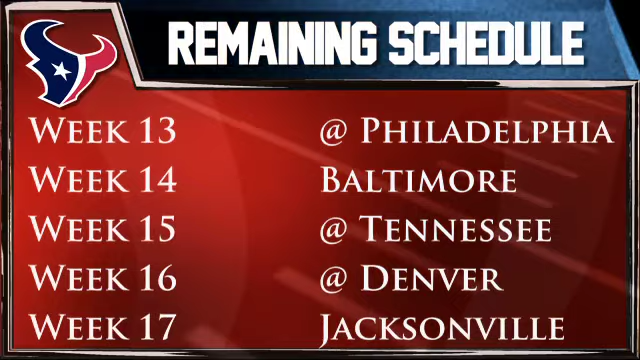 REMAINING SCHEDULE
WEEK 13 @ PHILADELPHIA
WEEK 14 BALTIMORE
WEEK 15 @ TENNESSEE
WEEK 16 @ DENVER
WEEK 17 JACKSONVILLE